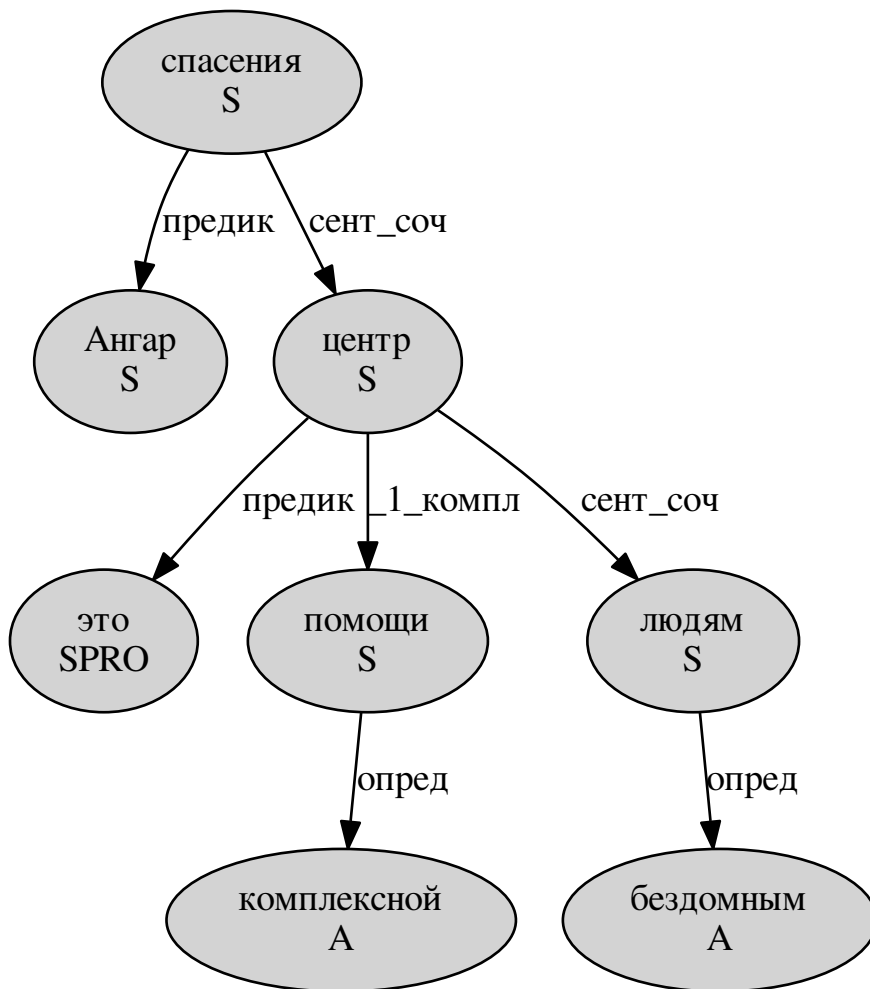 спасения
S
предик
сент_соч
Ангар
S
центр
S
предик
_1_компл
сент_соч
это
SPRO
помощи
S
людям
S
опред
опред
комплексной
A
бездомным
A